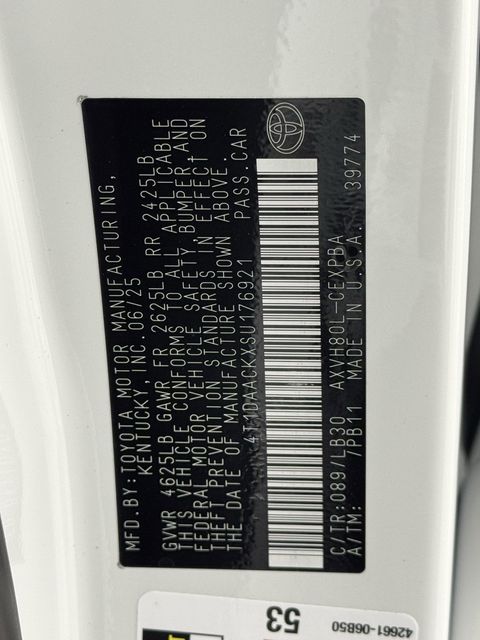 MFD. BY: TOYOTA MOTOR MANUFACTURING,
KENTUCKY, INC. 06/25
GVWR 4625LB GAWR FR 2625LB RR 2425LB
THIS VEHICLE CONFORMS TO ALL APPLICABLE
FEDERAL MOTOR VEHICLE SAFETY, BUMPER AND
THEFT PREVENTION STANDARDS IN EFFECT ON
THE DATE OF MANUFACTURE SHOWN ABOVE.
4T1DAACKXSU176921 PASS. CAR
C/TR:089/LB30 AXVH80L-CEXPBA
A/TM: 7PB11 MADE IN U.S.A. 39774
53
42661-06B50